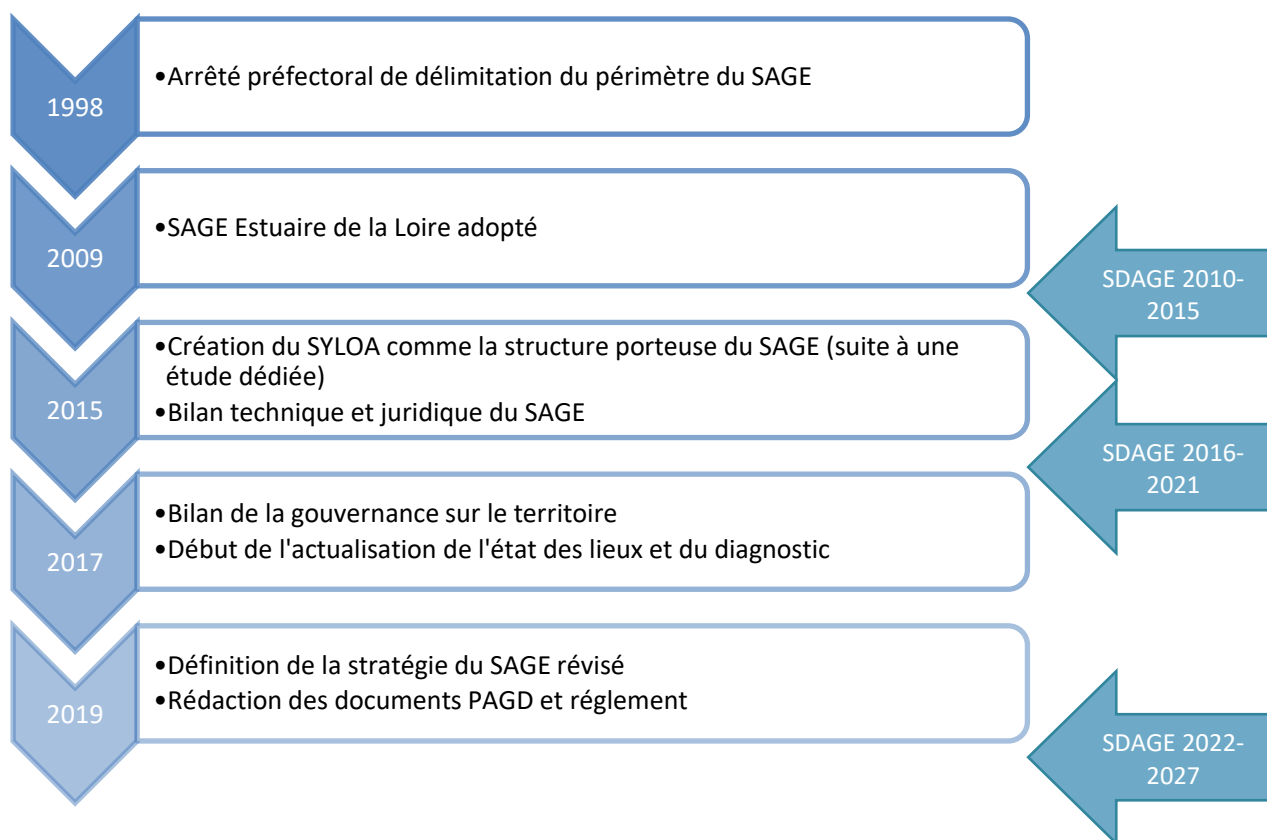 1998
•Arrêté préfectoral de délimitation du périmètre du SAGE
2009
•SAGE Estuaire de la Loire adopté
SDAGE 2010-
2015
2015
•Création du SYLOA comme la structure porteuse du SAGE (suite à une
étude dédiée)
•Bilan technique et juridique du SAGE
SDAGE 2016-
2021
2017
•Bilan de la gouvernance sur le territoire
•Début de l'actualisation de l'état des lieux et du diagnostic
2019
•Définition de la stratégie du SAGE révisé
•Rédaction des documents PAGD et réglement
SDAGE 2022-
2027